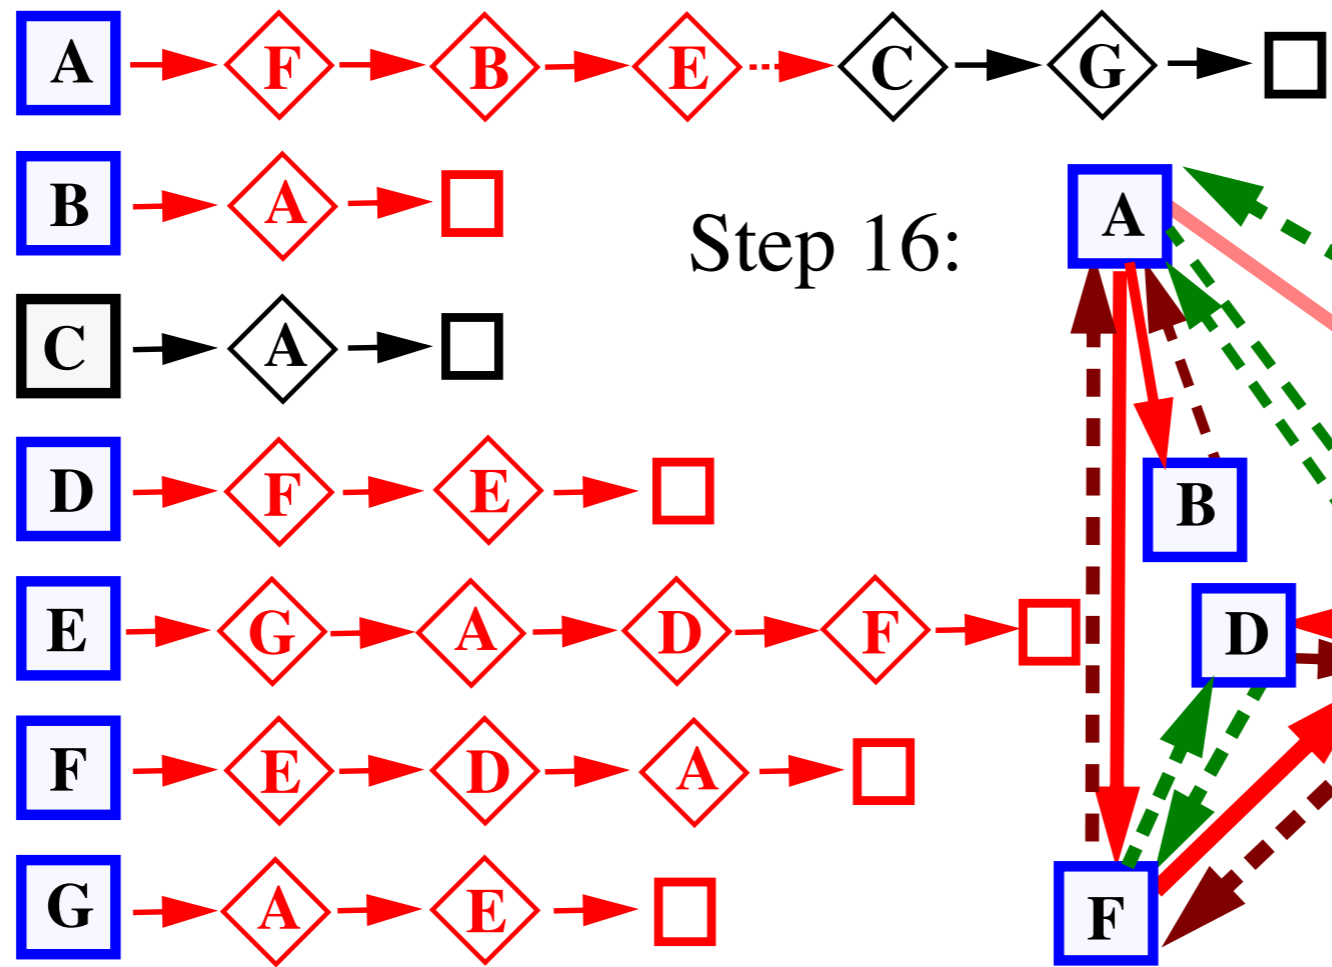 A F B E C G
B A
Step 16:
A
C A
D F E
B
E G A D F
D
F E D A
G A E
F